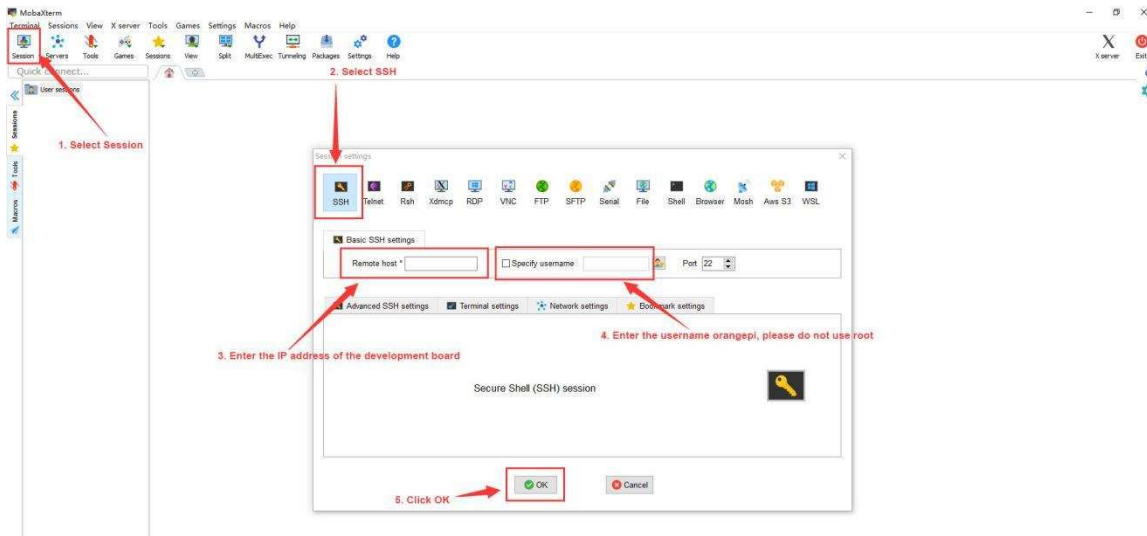 MobaXterm
Terminal Sessions View X server Tools Games Settings Macros Help
Session Servers Tools Games Sessions View Split MultiExec Tunneling Packages Settings Help X server Exit
Quick connect...
2. Select SSH
User sessions
Sessions
1. Select Session
Tools
Macros
Session settings
SSH Telnet Rsh Xdmcp RDP VNC FTP SFTP Serial File Shell Browser Mosh Aws S3 WSL
Basic SSH settings
Remote host * Specify username Port 22
Advanced SSH settings Terminal settings Network settings Bookmark settings
4. Enter the username orangepi, please do not use root
3. Enter the IP address of the development board
Secure Shell (SSH) session
OK Cancel
5. Click OK